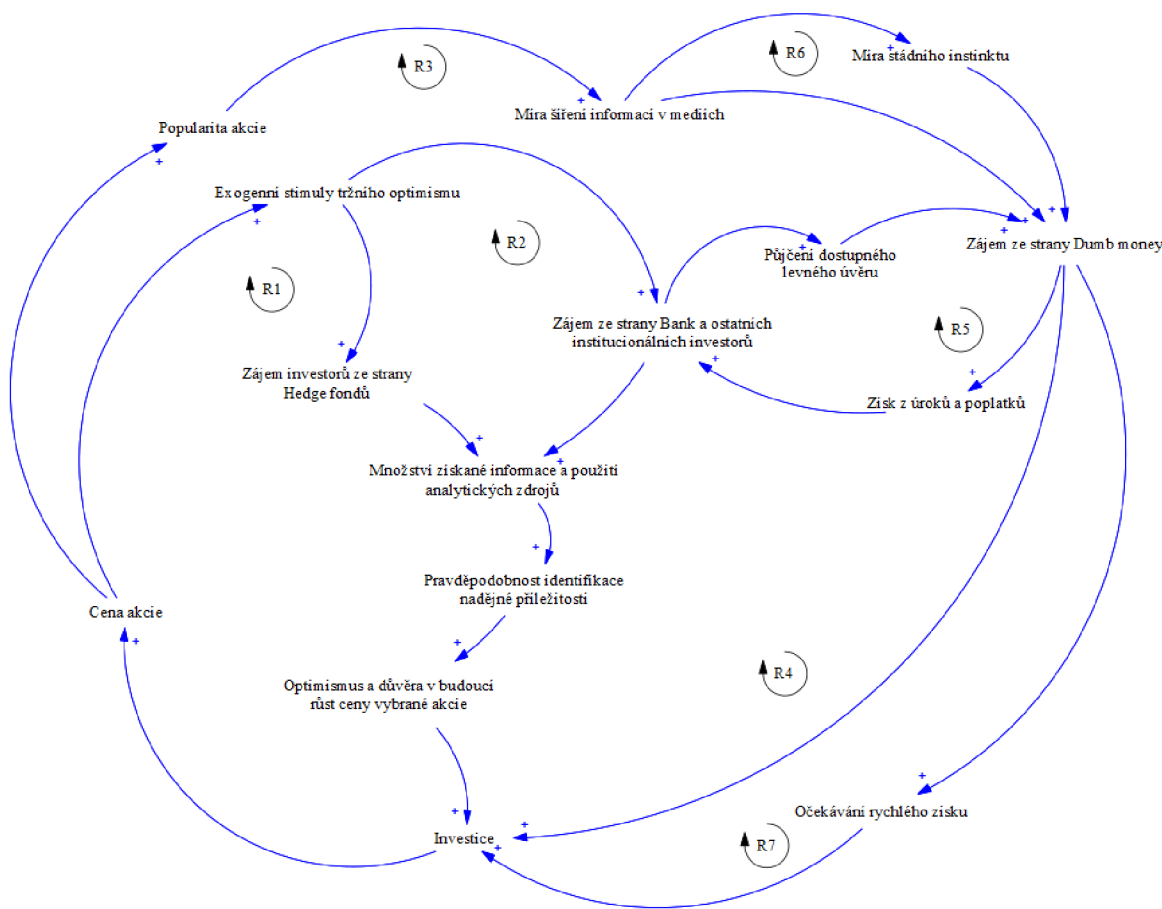 R3
R6
Míra stádního instinktu
Míra šíření informací v mediích
Popularita akcie
Exogenní stimuly tržního optimismu
R2
Půjčení dostupného
levného úvěru
Zájem ze strany Dumb money
R1
Zájem ze strany Bank a ostatních
institucionálních investorů
R5
Zájem investorů ze strany
Hedge fondů
Zisk z úroků a poplatků
Množství získané informace a použití
analytických zdrojů
Pravděpodobnost identifikace
nadějné příležitosti
Cena akcie
Optimismus a důvěra v budoucí
růst ceny vybrané akcie
R4
Očekávání rychlého zisku
Investice
R7